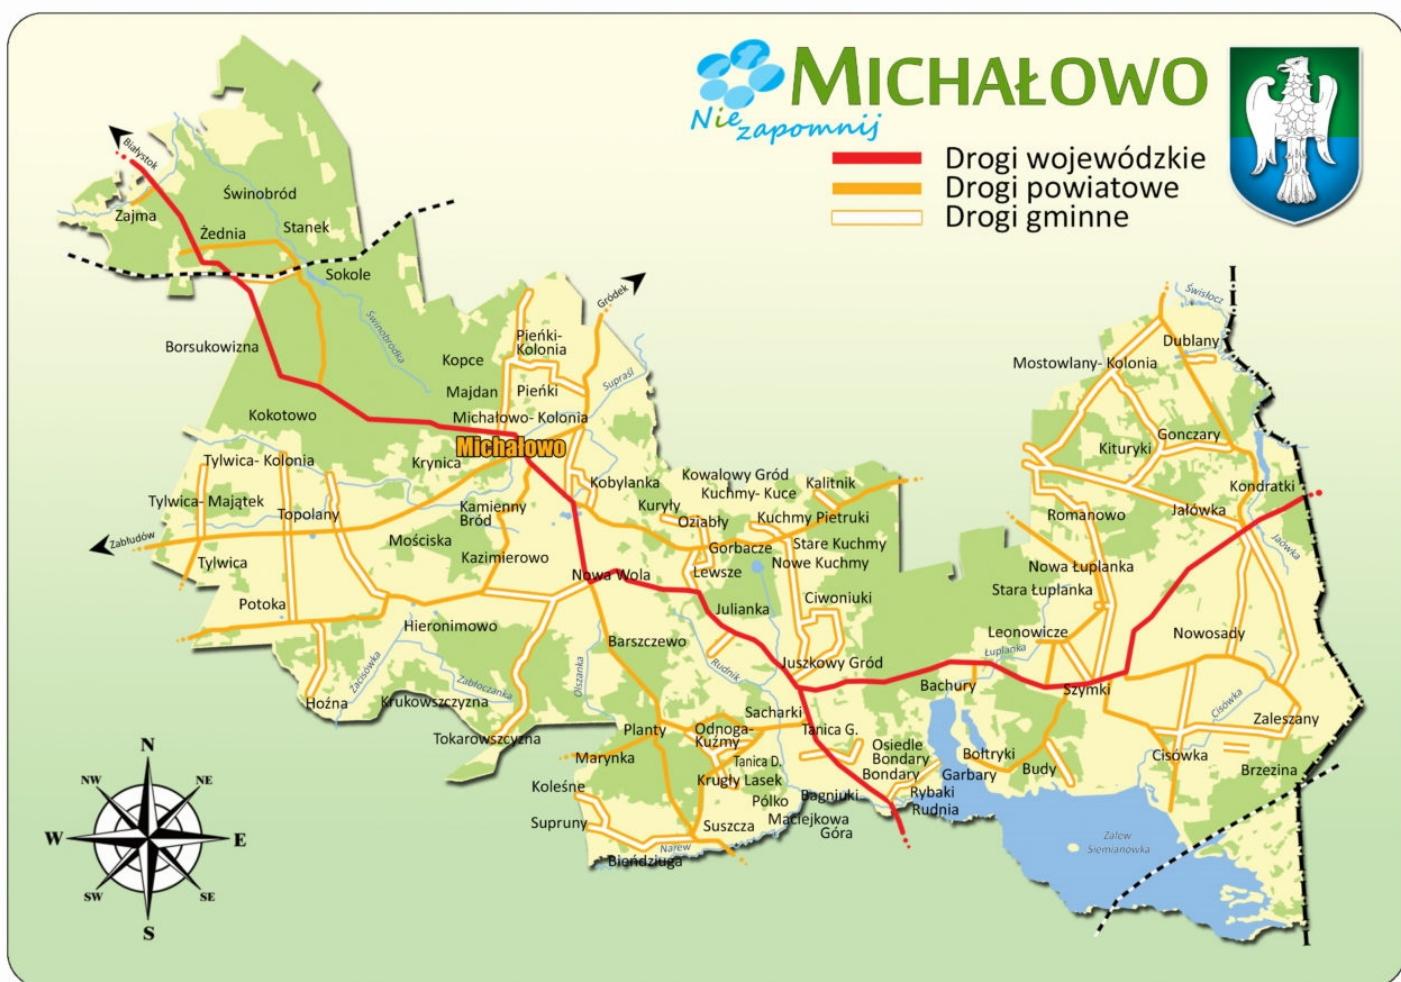 MICHAŁOWO
Nie zapomnij
Drogi wojewódzkie
Drogi powiatowe
Drogi gminne
Białystok
Świnobród
Zajma
Stanek
Żednia
Sokole
Gródek
Świnobródka
Borsukowizna
Pieńki-
Kolonia
Kopce
Supraśl
Majdan
Pieńki
Kokotowo
Michałowo- Kolonia
Michałowo
Krynica
Tylwica- Kolonia
Tylwica- Majątek
Topolany
Kamienny
Bród
Kobylanka
Kowalowy Gród
Kuchmy- Kuce
Kalitnik
Kuryły
Oziabły
Kuchmy Pietruki
Zabłudów
Mościska
Kazimierowo
Gorbacze
Stare Kuchmy
Nowe Kuchmy
Tylwica
Nowa Wola
Lewsze
Julianka
Ciwoniuki
Potoka
Hieronimowo
Barszczewo
Juszkowy Gród
Rudnik
Zacisówka
Zabłoczanka
Olszanka
Hoźna
Krukowszczyzna
Tokarowszczyzna
Sacharki
Planty
Odnoga-
Kuźmy
Tanica G.
Marynka
Tanica D.
Koleśne
Krugły Lasek
Osiedle
Bondary
Bondary
Pólko
Bagniuki
Maciejkowa
Góra
Supruny
Suszcza
Narew
Bieńdziuga
Rybaki
Rudnia
Garbary
Świsłocz
Dublany
Mostowlany- Kolonia
Gonczary
Kituryki
Kondratki
Jałówka
Romanowo
Jaówka
Nowa Łuplanka
Stara Łuplanka
Leonowicze
Nowosady
Łuplanka
Bachury
Szymki
Cisówka
Zaleszany
Bołtryki
Budy
Cisówka
Brzezina
Zalew
Siemianówka
N
NW
NE
W
E
SW
SE
S